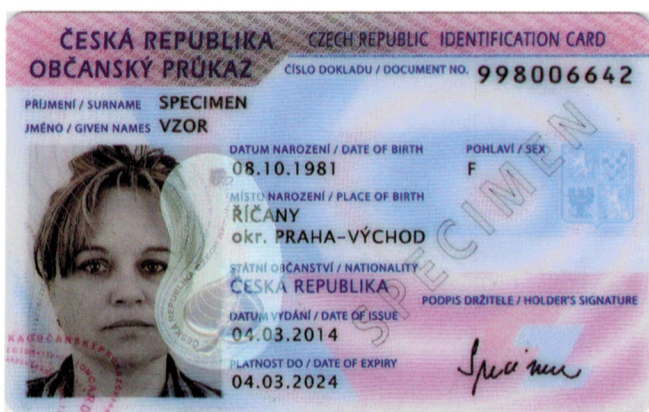 ČESKÁ REPUBLIKA CZECH REPUBLIC IDENTIFICATION CARD
OBČANSKÝ PRŮKAZ ČÍSLO DOKLADU / DOCUMENT NO. 998006642
PŘÍJMENÍ / SURNAME SPECIMEN
JMÉNO / GIVEN NAMES VZOR
DATUM NAROZENÍ / DATE OF BIRTH POHLAVÍ / SEX
08.10.1981 F
MÍSTO NAROZENÍ / PLACE OF BIRTH
ŘÍČANY
okr. PRAHA-VÝCHOD
SPECIMEN
STÁTNÍ OBČANSTVÍ / NATIONALITY
ČESKÁ REPUBLIKA
PODPIS DRŽITELE / HOLDER'S SIGNATURE
DATUM VYDÁNÍ / DATE OF ISSUE
04.03.2014
PLATNOST DO / DATE OF EXPIRY
04.03.2024
Specimen